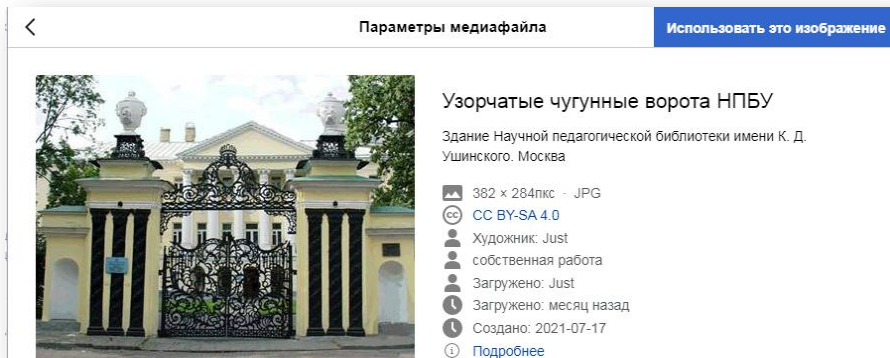 Параметры медиафайла
Использовать это изображение
Узорчатые чугунные ворота НПБУ
Здание Научной педагогической библиотеки имени К. Д.
Ушинского. Москва
382 × 284пкс · JPG
CC BY-SA 4.0
Художник: Just
собственная работа
Загружено: Just
Загружено: месяц назад
Создано: 2021-07-17
Подробнее